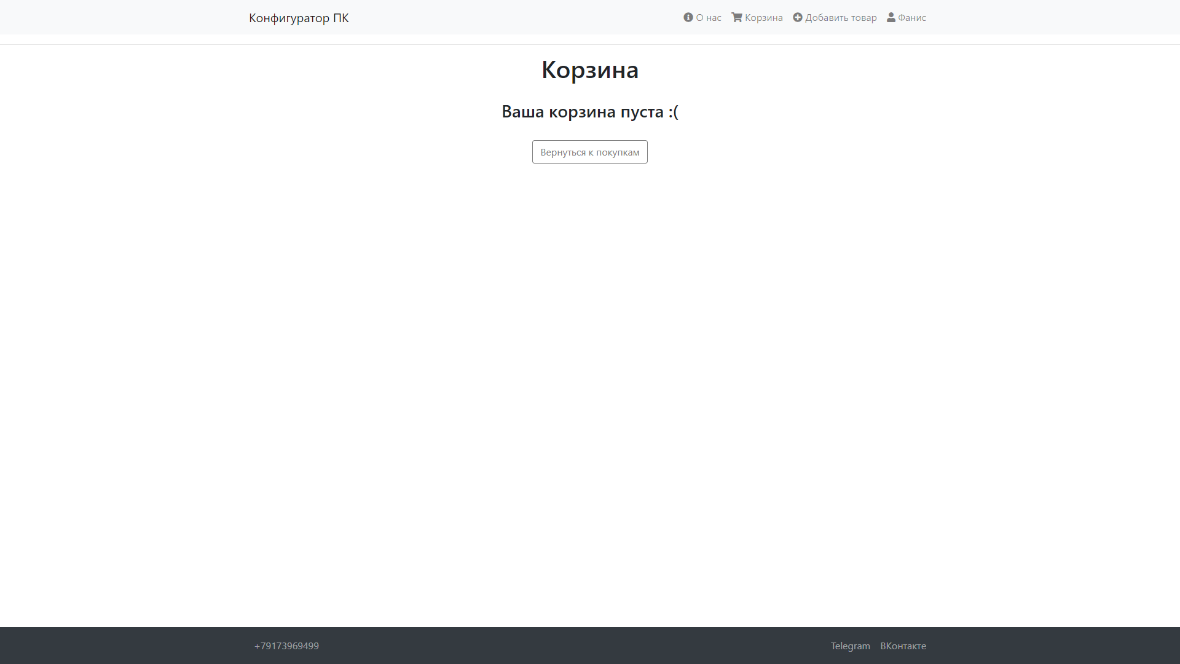 Конфигуратор ПК О нас Корзина Добавить товар Фанис
Корзина
Ваша корзина пуста :(
Вернуться к покупкам
+79173969499 Telegram ВКонтакте